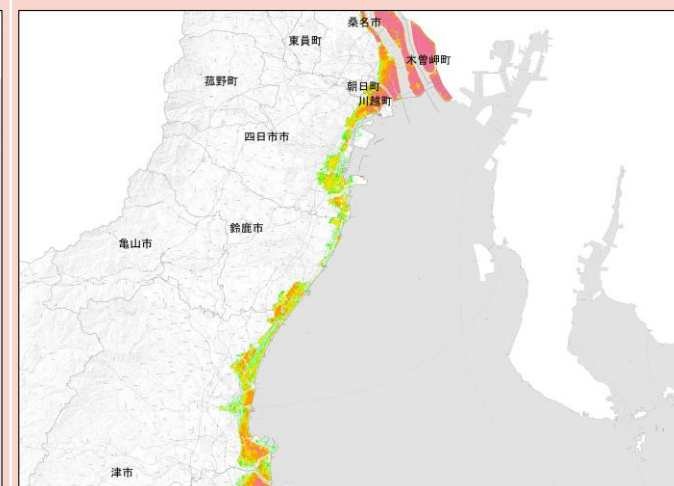 桑名市
東員町
木曽岬町
菰野町
朝日町
川越町
四日市市
鈴鹿市
亀山市
津市